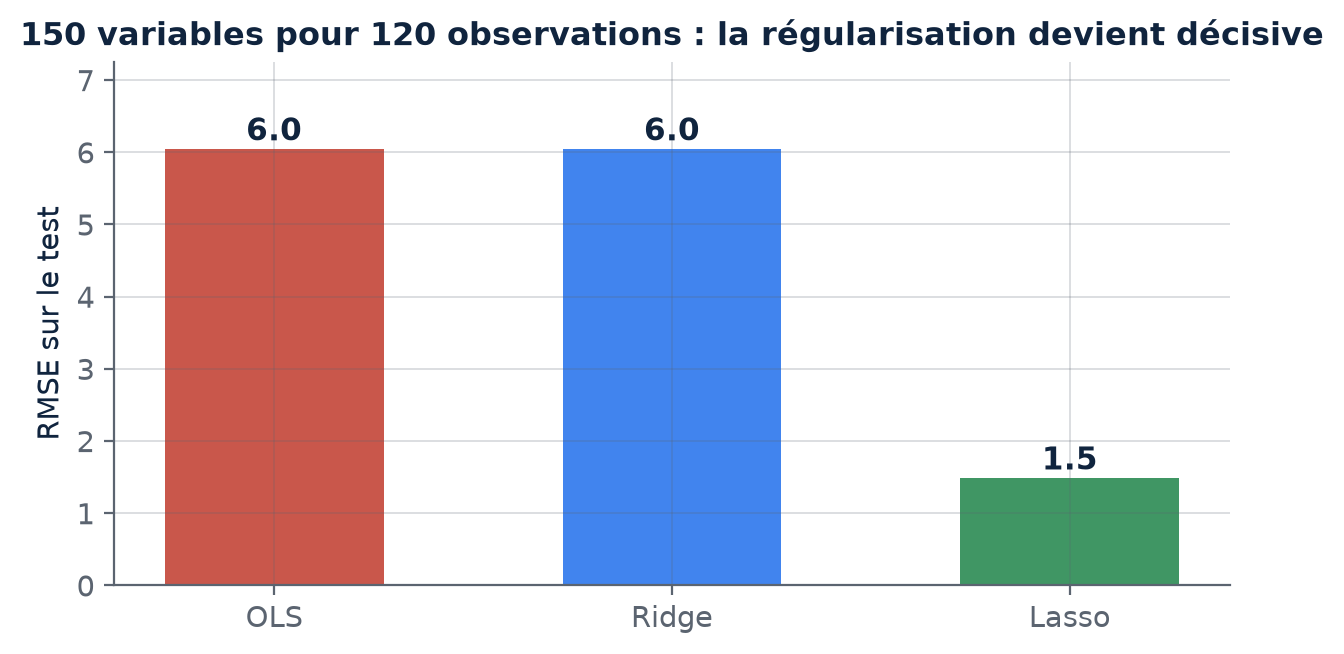 150 variables pour 120 observations : la régularisation devient décisive
RMSE sur le test
7
6
5
4
3
2
1
0
6.0
6.0
1.5
OLS
Ridge
Lasso